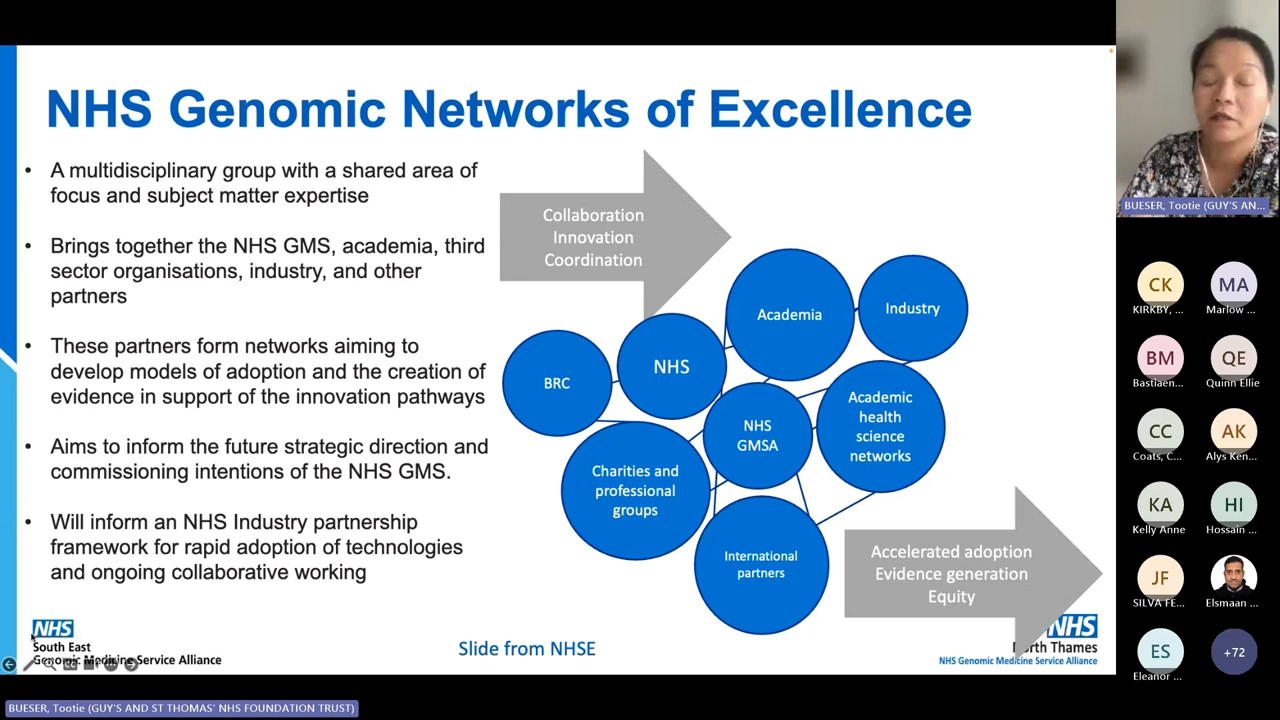 NHS Genomic Networks of Excellence
• A multidisciplinary group with a shared area of
focus and subject matter expertise
• Brings together the NHS GMS, academia, third
sector organisations, industry, and other
partners
• These partners form networks aiming to
develop models of adoption and the creation of
evidence in support of the innovation pathways
• Aims to inform the future strategic direction and
commissioning intentions of the NHS GMS.
• Will inform an NHS Industry partnership
framework for rapid adoption of technologies
and ongoing collaborative working
Collaboration
Innovation
Coordination
Academia
Industry
BRC
NHS
NHS
GMSA
Academic
health
science
networks
Charities and
professional
groups
International
partners
Accelerated adoption
Evidence generation
Equity
NHS
South East
Genomic Medicine Service Alliance
Slide from NHSE
NHS
North Thames
NHS Genomic Medicine Service Alliance
BUESER, Tootie (GUY'S AN...
CK
KIRKBY, ...
MA
Marlow ...
BM
Bastiaen...
QE
Quinn Ellie
CC
Coats, C...
AK
Alys Ken...
KA
Kelly Anne
HI
Hossain ...
JF
SILVA FE...
Elsmaan ...
ES
Eleanor ...
+72
BUESER, Tootie (GUY'S AND ST THOMAS' NHS FOUNDATION TRUST)